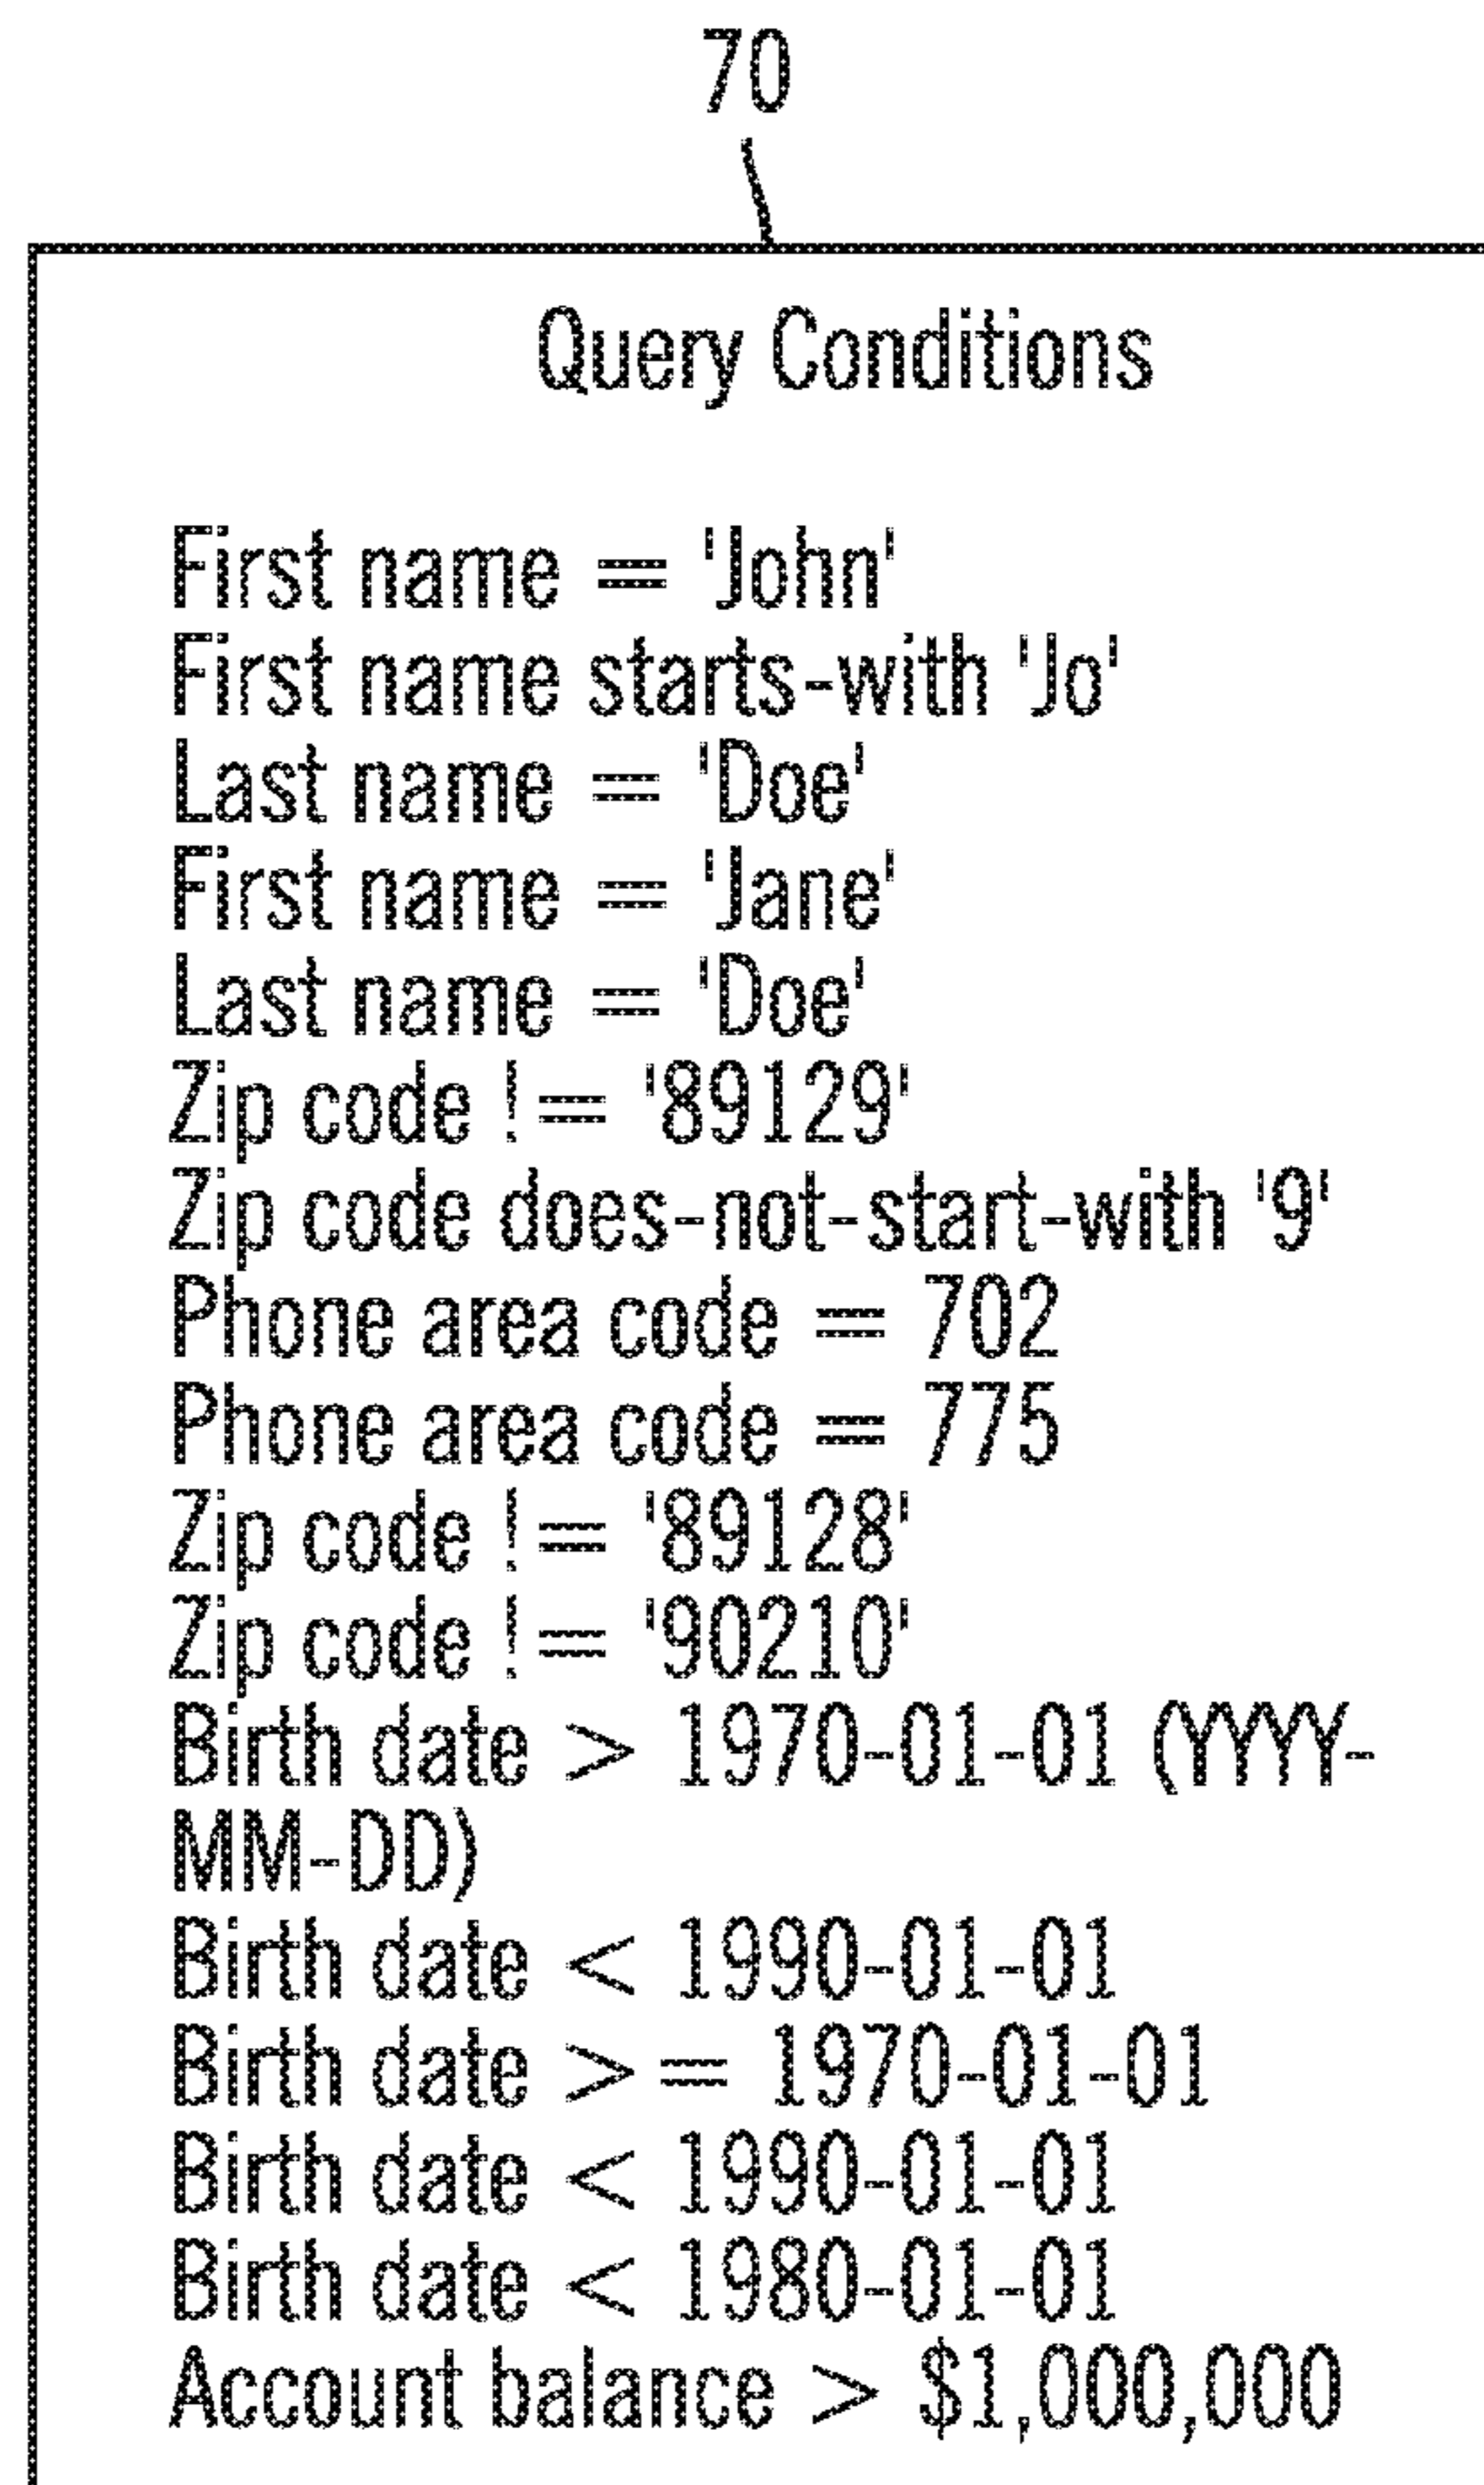 70
Query Conditions
First name = 'John'
First name starts-with 'Jo'
Last name = 'Doe'
First name = 'Jane'
Last name = 'Doe'
Zip code != '89129'
Zip code does-not-start-with '9'
Phone area code = 702
Phone area code = 775
Zip code != '89128'
Zip code != '90210'
Birth date > 1970-01-01 (YYYY-
MM-DD)
Birth date < 1990-01-01
Birth date >= 1970-01-01
Birth date < 1990-01-01
Birth date < 1980-01-01
Account balance > $1,000,000